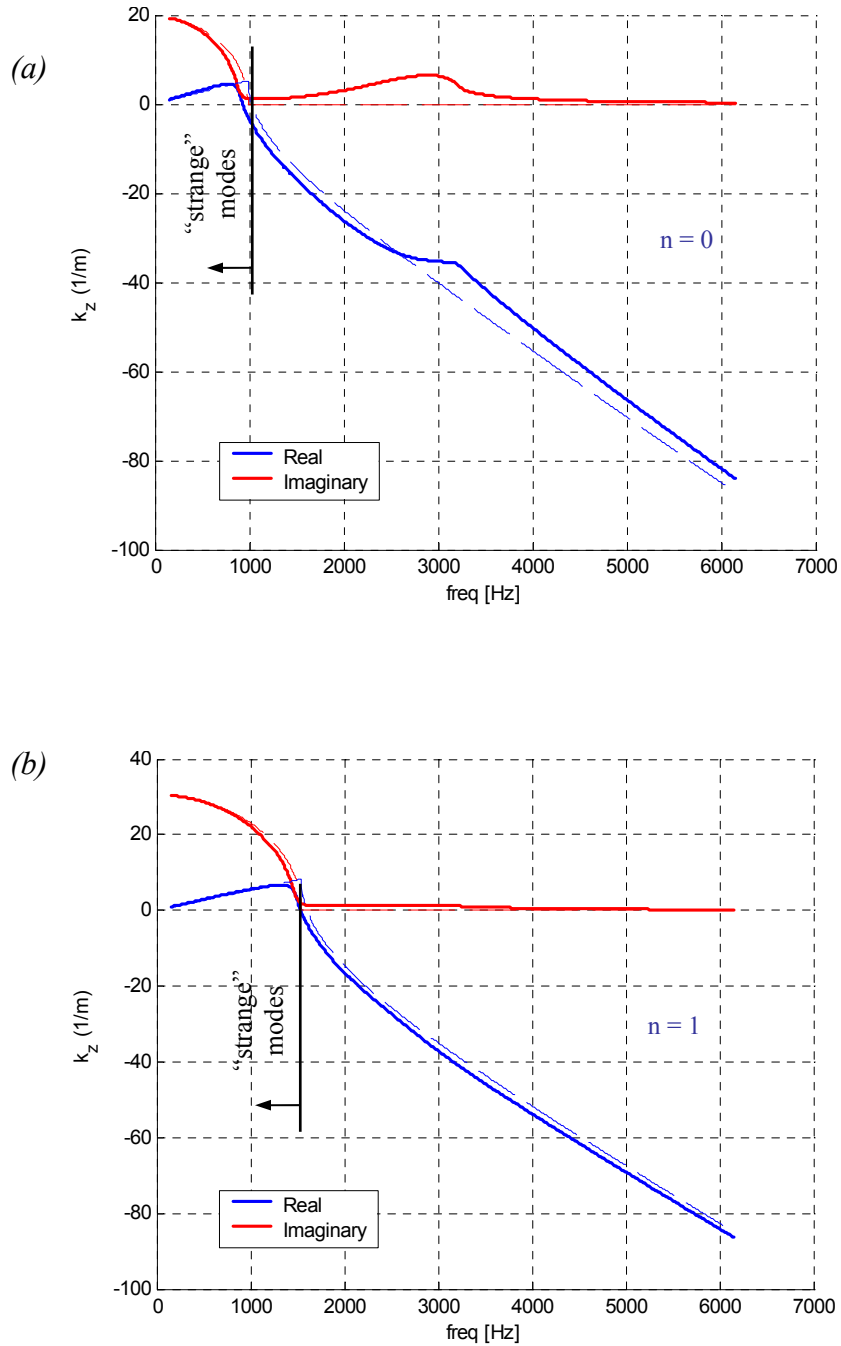 (a)
20
0
-20
-40
-60
-80
-100
k_z (1/m)
“strange”
modes
n = 0
Real
Imaginary
0
1000
2000
3000
4000
5000
6000
7000
freq [Hz]
(b)
40
20
0
-20
-40
-60
-80
-100
k_z (1/m)
“strange”
modes
n = 1
Real
Imaginary
0
1000
2000
3000
4000
5000
6000
7000
freq [Hz]